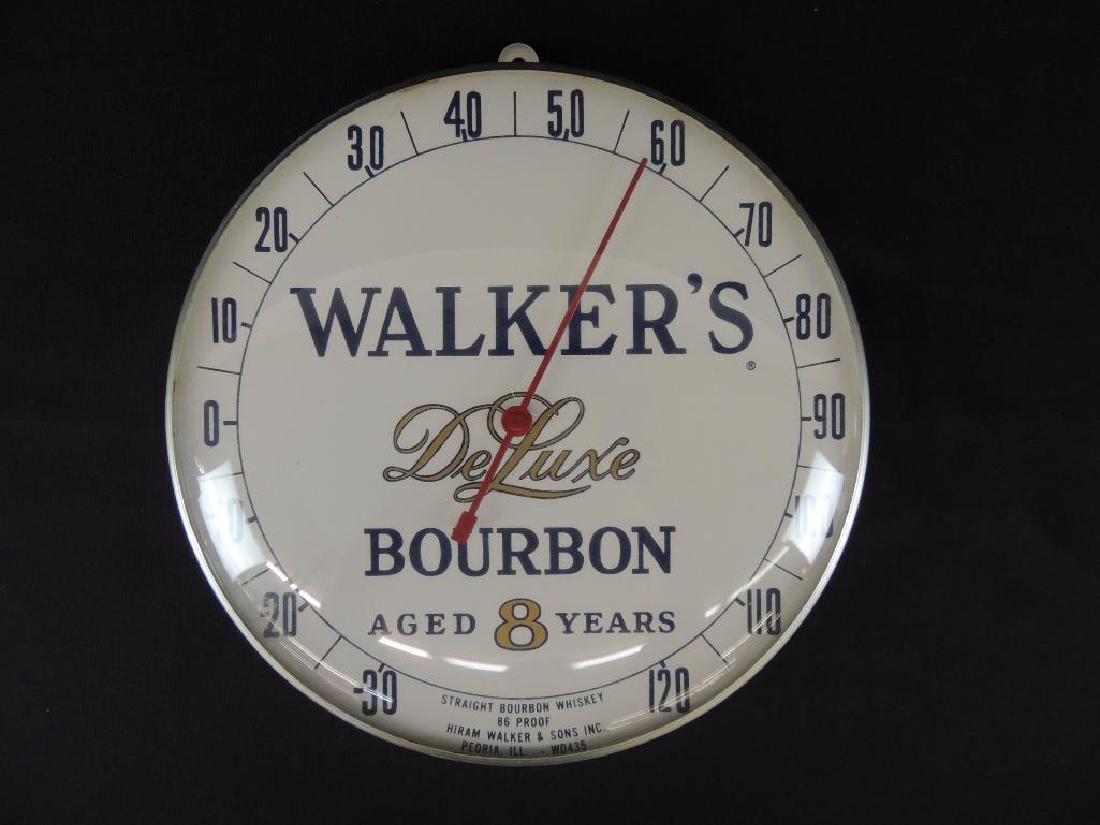 40 50
30 60
20 70
10 80
0 90
100
20 110
-30 120
WALKER'S
®
DeLuxe
BOURBON
AGED 8 YEARS
STRAIGHT BOURBON WHISKEY
86 PROOF
HIRAM WALKER & SONS INC.
PEORIA, ILL. - WD435